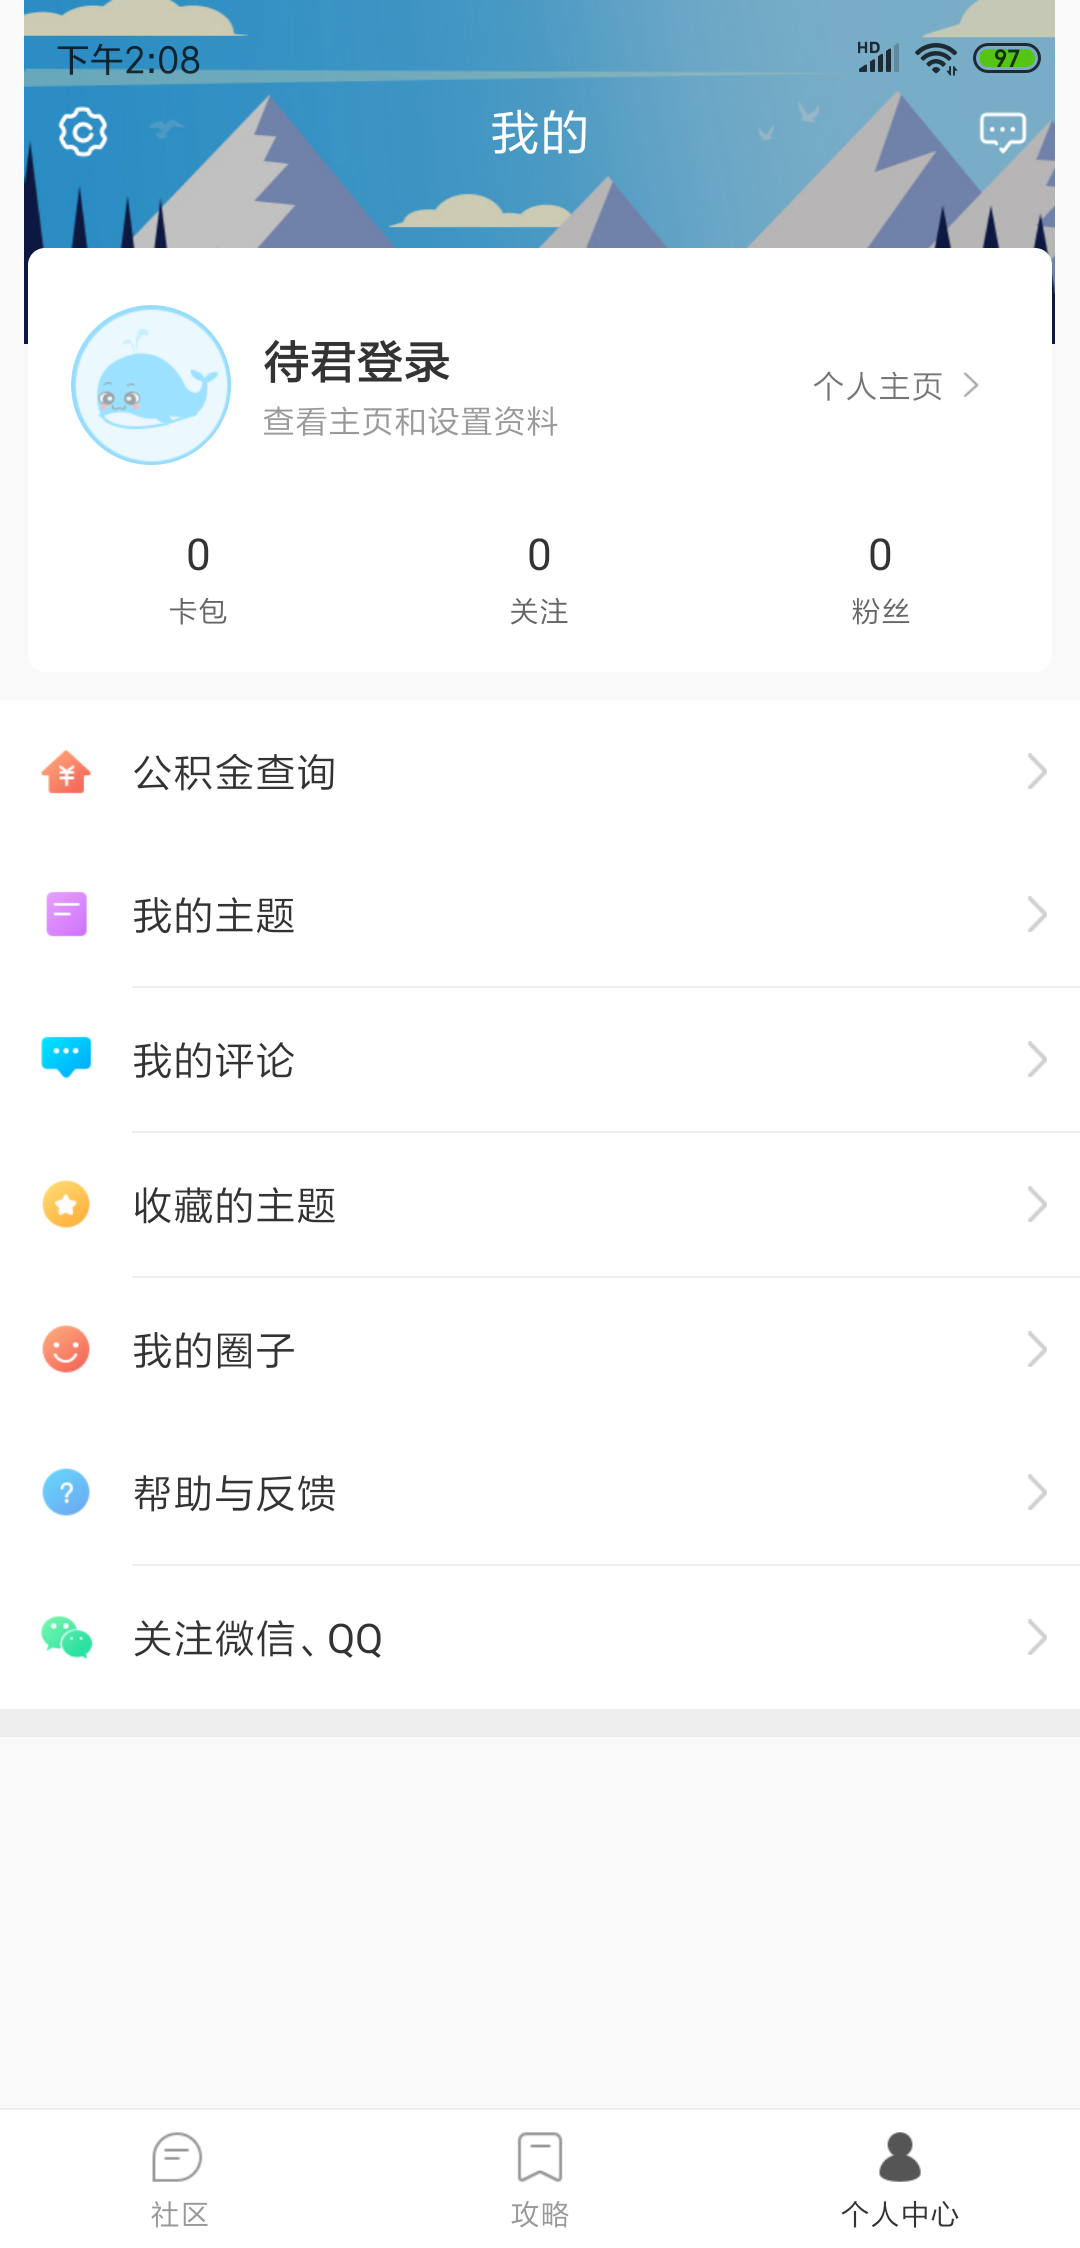 下午2:08
HD
97
我的
待君登录
查看主页和设置资料
个人主页
0
0
0
卡包
关注
粉丝
公积金查询
我的主题
我的评论
收藏的主题
我的圈子
帮助与反馈
关注微信、QQ
社区
攻略
个人中心